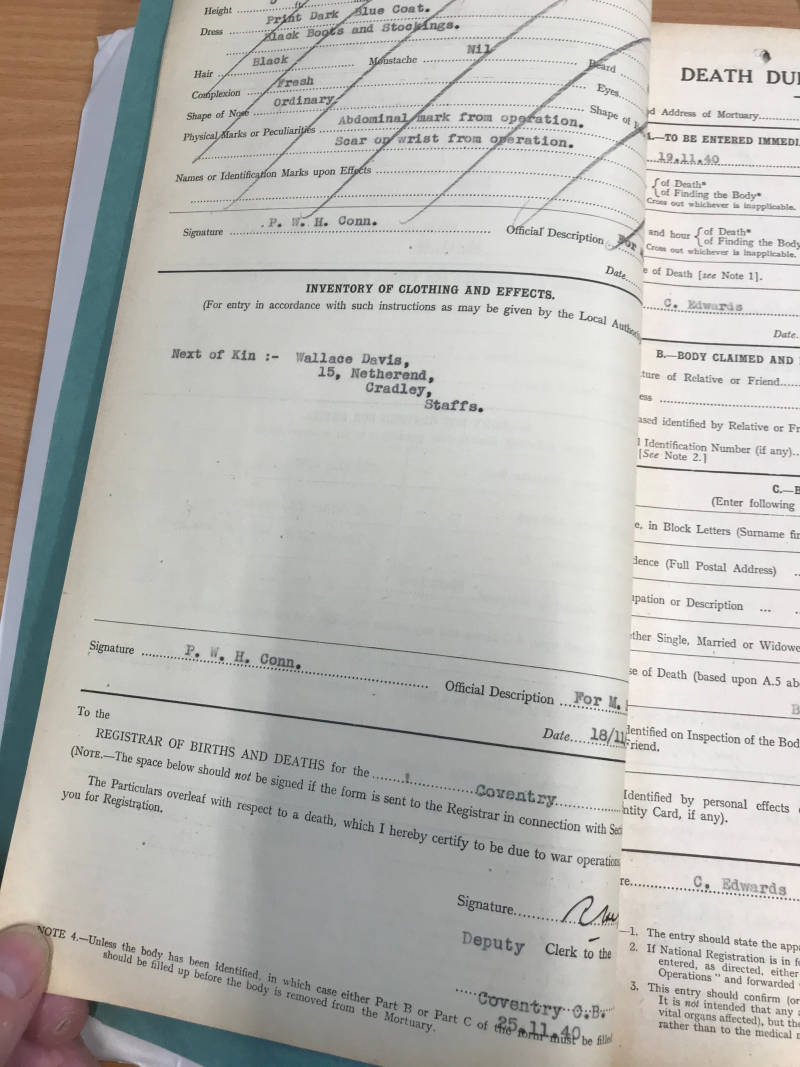 Height
Dress Print Dark Blue Coat.
Black Boots and Stockings.
Hair Black Moustache Nil Beard
Complexion Fresh Eyes
Shape of Nose Ordinary Shape of
Physical Marks or Peculiarities Abdominal mark from operation.
Scar on wrist from operation.
Names or Identification Marks upon Effects
Signature P. W. H. Conn. Official Description For
Date
INVENTORY OF CLOTHING AND EFFECTS.
(For entry in accordance with such instructions as may be given by the Local
Next of Kin :- Wallace Davis,
15, Netherend,
Cradley,
Staffs.
Signature P. W. H. Conn.
Official Description For M.
Date 18/11
To the
REGISTRAR OF BIRTHS AND DEATHS for the Coventry
(NOTE.—The space below should not be signed if the form is sent to the Registrar in connection with
The Particulars overleaf with respect to a death, which I hereby certify to be due to war operations
you for Registration.
Signature
Deputy Clerk to the
Coventry C.B.
25.11.40
NOTE 4.—Unless the body has been identified, in which case either Part B or Part C of the form must be filled
should be filled up before the body is removed from the Mortuary.
DEATH DU
Address of Mortuary
—TO BE ENTERED IMMEDI
19.11.40
of Death*
of Finding the Body*
Cross out whichever is inapplicable.
and hour of Death*
of Finding the Body
Cross out whichever is inapplicable.
of Death [see Note 1].
C. Edwards
Date.
B.—BODY CLAIMED AND
ture of Relative or Friend
ess
ased identified by Relative or Fr
Identification Number (if any)
[See Note 2.]
C.—B
(Enter following
e, in Block Letters (Surname fir
dence (Full Postal Address)
upation or Description
ther Single, Married or Widowe
se of Death (based upon A.5 ab
B
dentified on Inspection of the Bod
riend.
dentified by personal effects
ntity Card, if any).
re C. Edwards
—1. The entry should state the appa
2. If National Registration is in f
entered, as directed, either
Operations " and forwarded
3. This entry should confirm (or
It is not intended that any
vital organs affected), but the
rather than to the medical